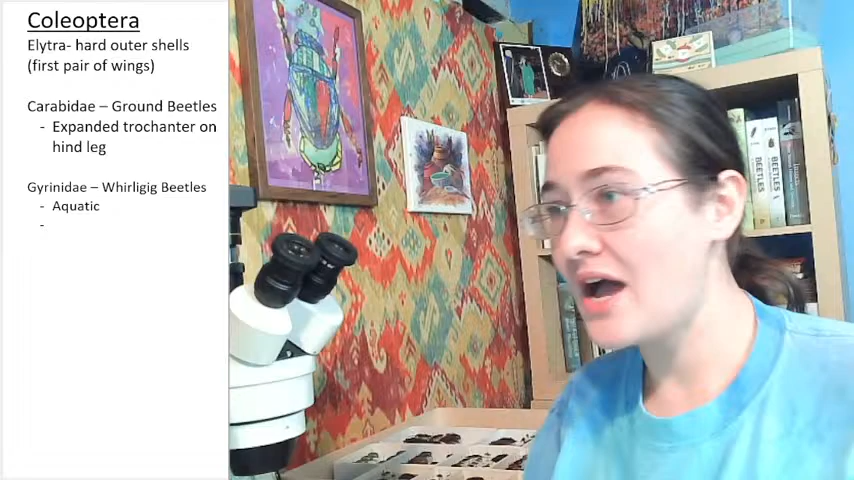 Coleoptera
Elytra- hard outer shells
(first pair of wings)
Carabidae – Ground Beetles
- Expanded trochanter on
hind leg
Gyrinidae – Whirligig Beetles
- Aquatic
-
BEETLES
BEETLES